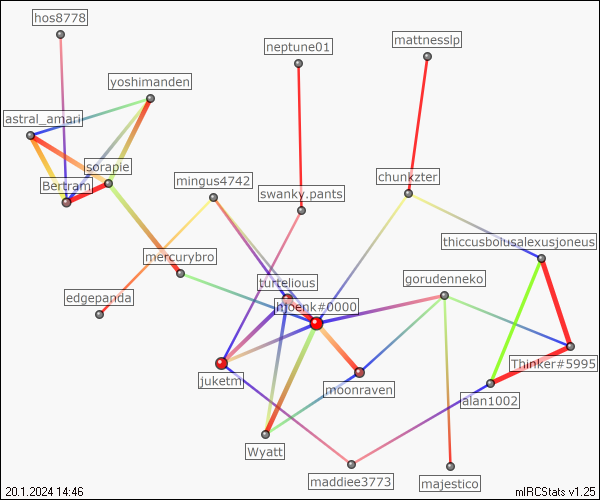 hos8778
mattnesslp
neptune01
yoshimanden
astral_amari
sorapie
chunkzter
mingus4742
Bertram
swanky.pants
thiccusbolusalexusjoneus
mercurybro
turtelious
gorudenneko
edgepanda
hjoenk#0000
Thinker#5995
juketm
moonraven
alan1002
Wyatt
maddiee3773
majestico
20.1.2024 14:46
mIRCStats v1.25